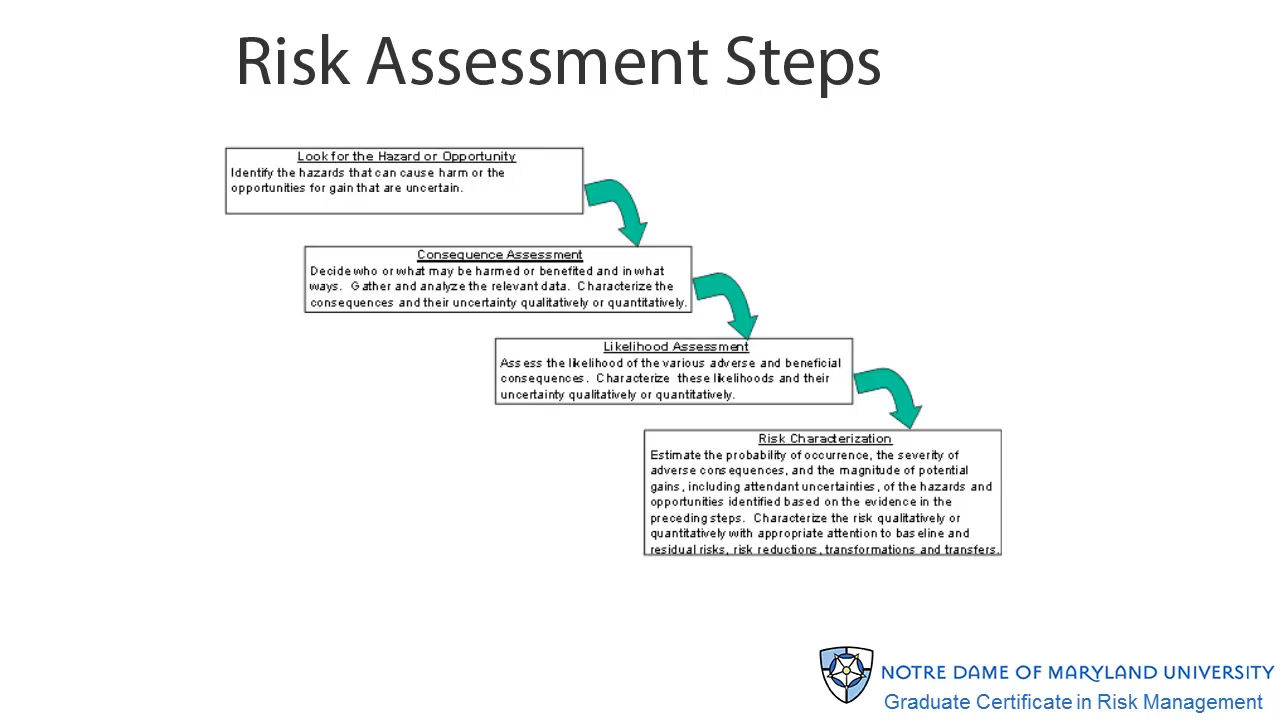 Risk Assessment Steps
Look for the Hazard or Opportunity
Identify the hazards that can cause harm or the
opportunities for gain that are uncertain.
Consequence Assessment
Decide who or what may be harmed or benefited and in what
ways. Gather and analyze the relevant data. Characterize the
consequences and their uncertainty qualitatively or quantitatively.
Likelihood Assessment
Assess the likelihood of the various adverse and beneficial
consequences. Characterize these likelihoods and their
uncertainty qualitatively or quantitatively.
Risk Characterization
Estimate the probability of occurrence, the severity of
adverse consequences, and the magnitude of potential
gains, including attendant uncertainties, of the hazards and
opportunities identified based on the evidence in the
preceding steps. Characterize the risk qualitatively or
quantitatively with appropriate attention to baseline and
residual risks, risk reductions, transformations and transfers.
NOTRE DAME OF MARYLAND UNIVERSITY
Graduate Certificate in Risk Management